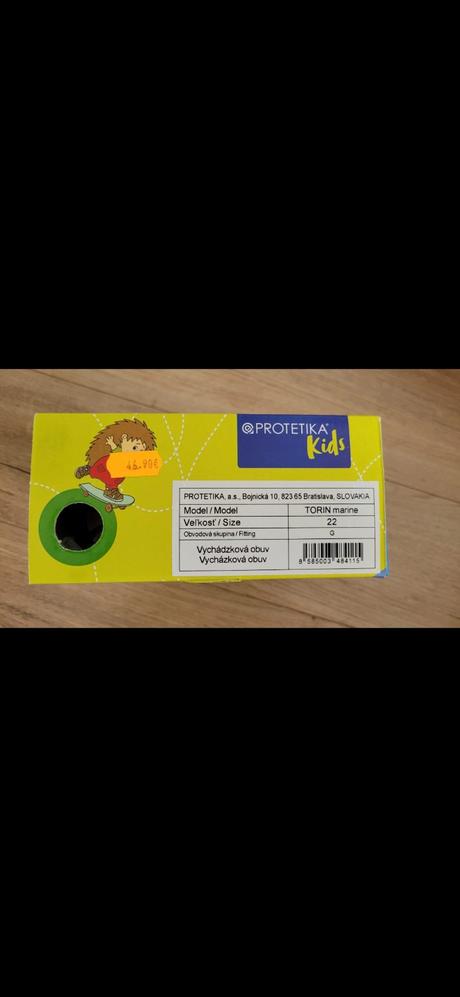 PROTETIKA®
Kids
46.90€
PROTETIKA, a.s., Bojnická 10, 823 65 Bratislava, SLOVAKIA
Model / Model TORIN marine
Veľkosť / Size 22
Obvodová skupina / Fitting G
Vychádzková obuv
Vycházková obuv
8 585003 484115